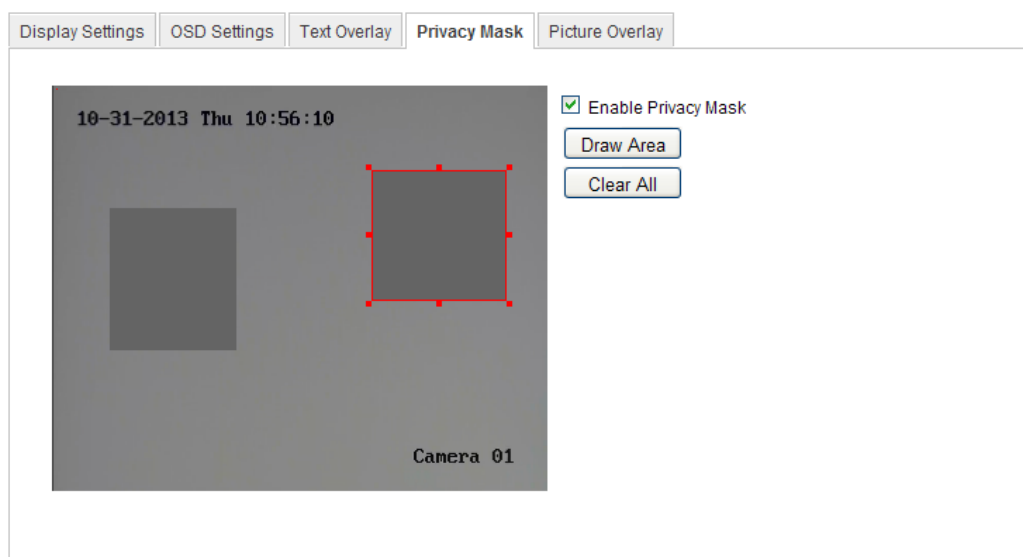 Display Settings OSD Settings Text Overlay Privacy Mask Picture Overlay
10-31-2013 Thu 10:56:10
Enable Privacy Mask
Draw Area
Clear All
Camera 01